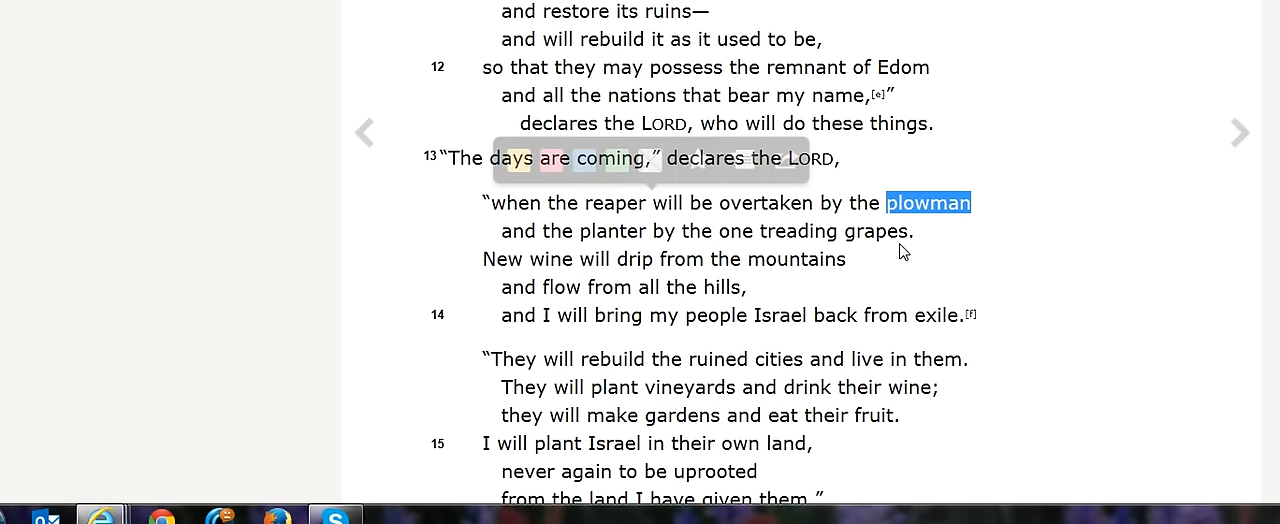 and restore its ruins—
and will rebuild it as it used to be,
12 so that they may possess the remnant of Edom
and all the nations that bear my name,[e]”
declares the LORD, who will do these things.
13 “The days are coming,” declares the LORD,
“when the reaper will be overtaken by the plowman
and the planter by the one treading grapes.
New wine will drip from the mountains
and flow from all the hills,
14 and I will bring my people Israel back from exile.[f]
“They will rebuild the ruined cities and live in them.
They will plant vineyards and drink their wine;
they will make gardens and eat their fruit.
15 I will plant Israel in their own land,
never again to be uprooted
from the land I have given them,”